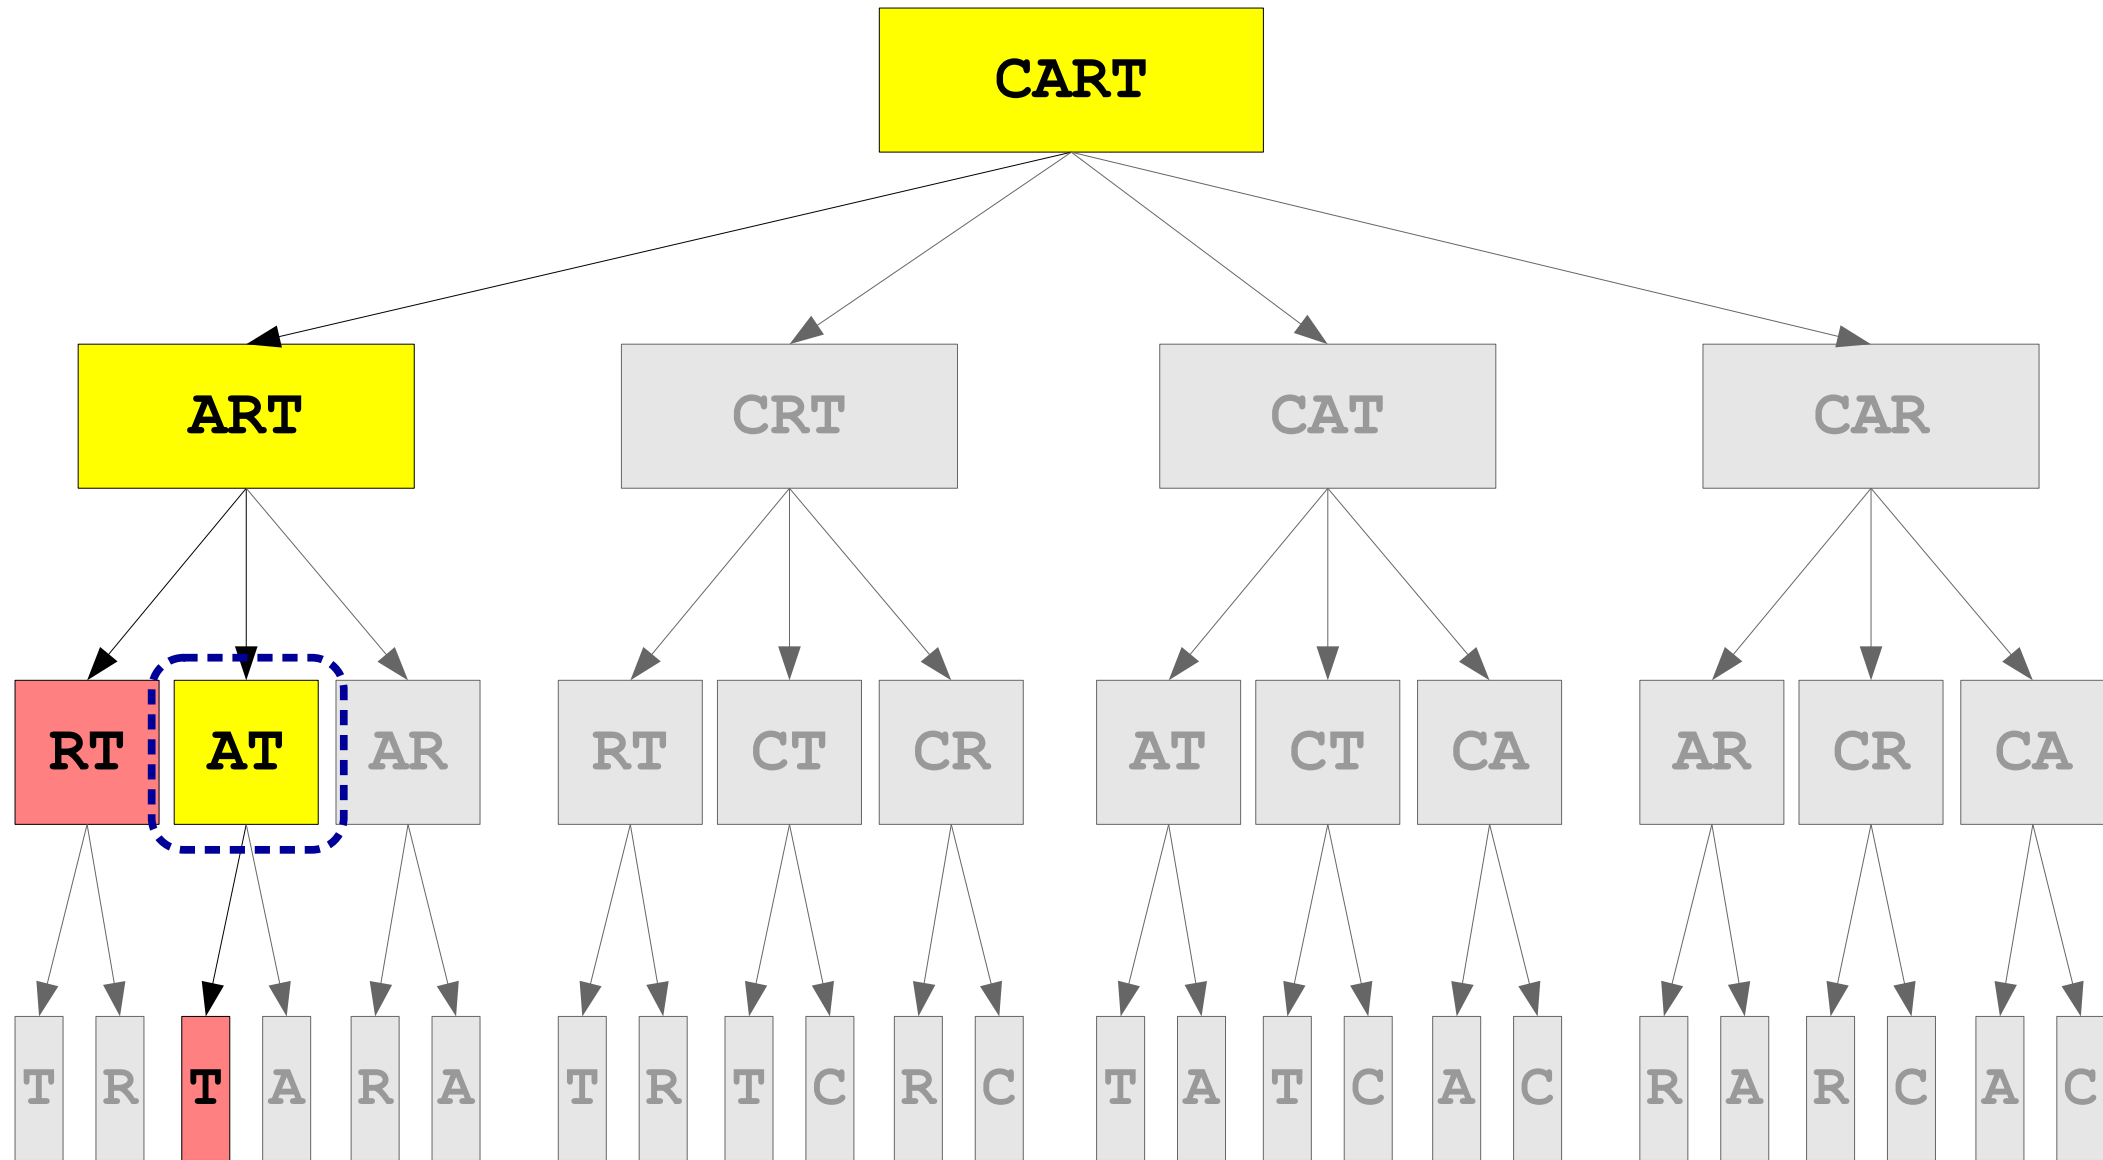 CART
ART CRT CAT CAR
RT AT AR RT CT CR AT CT CA AR CR CA
T R T A R A T R T C R C T A T C A C R A R C A C